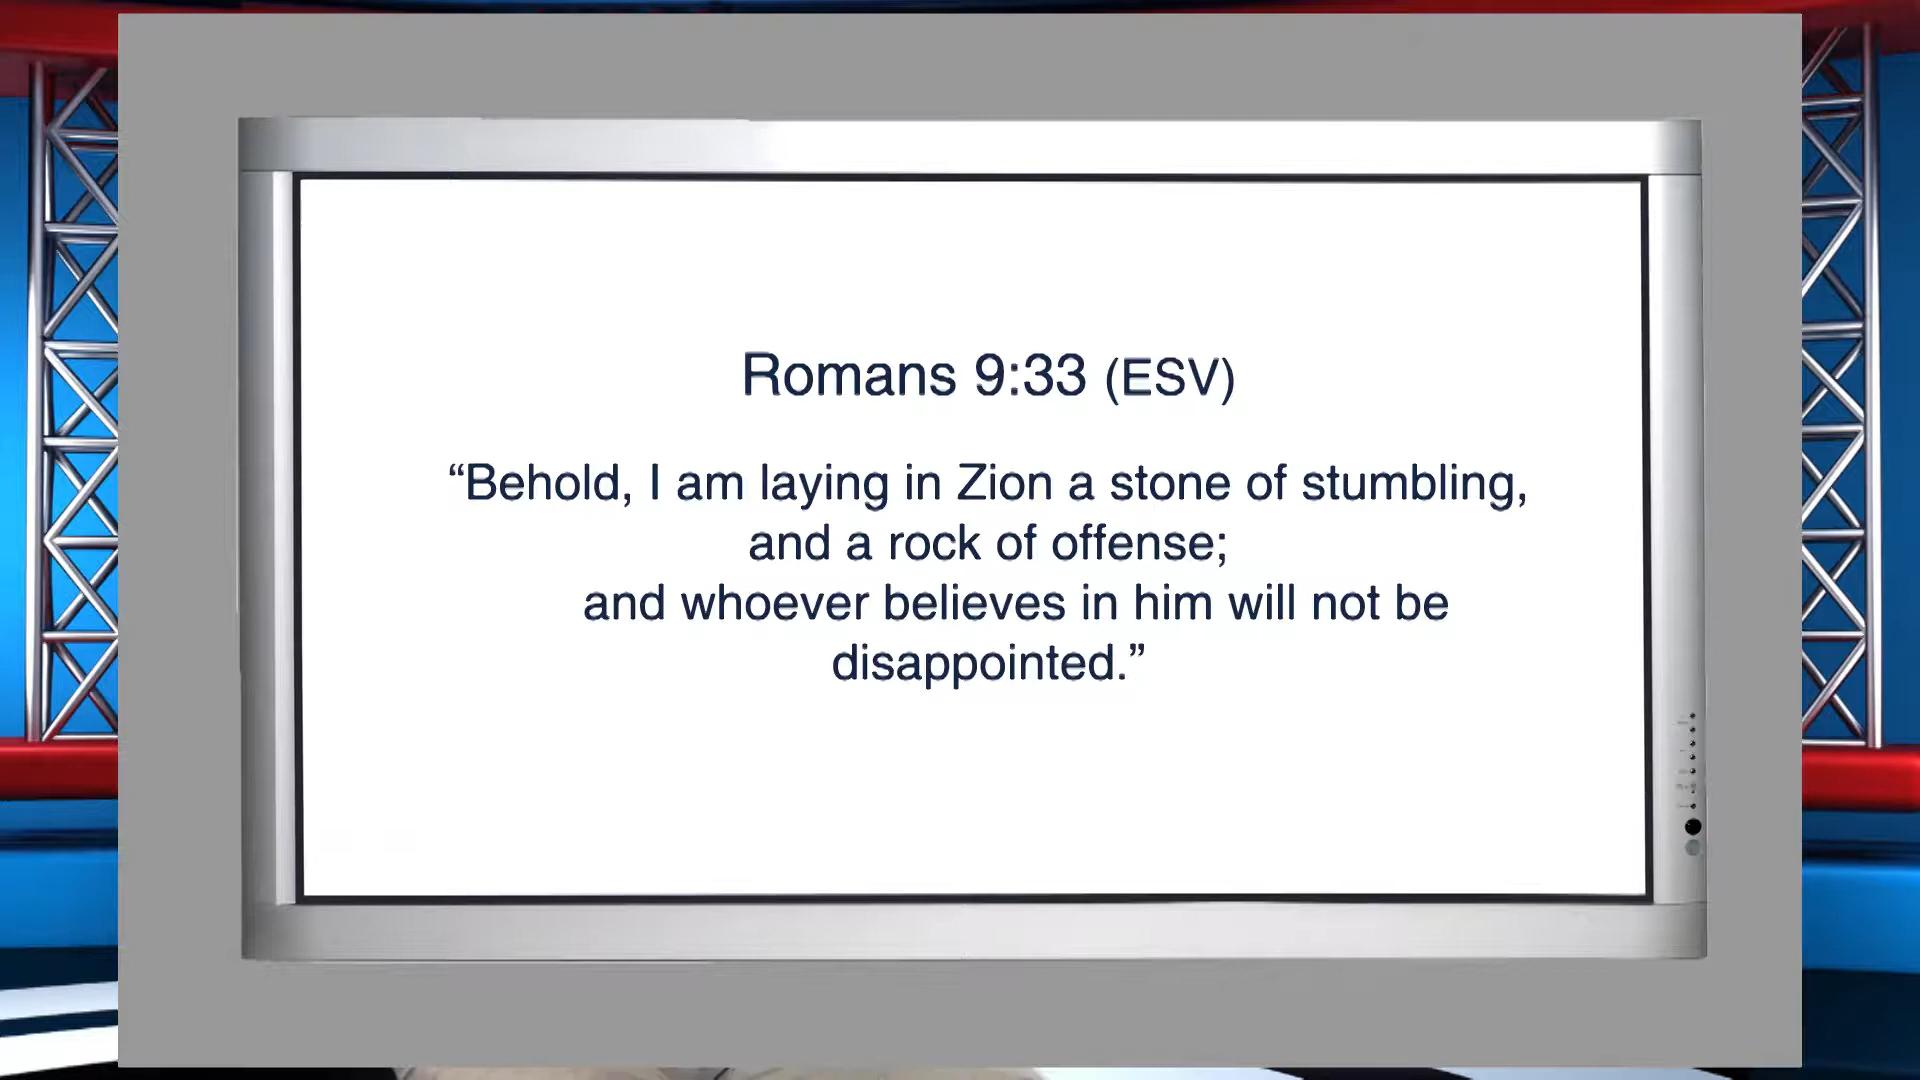 Romans 9:33 (ESV)
“Behold, I am laying in Zion a stone of stumbling,
and a rock of offense;
and whoever believes in him will not be
disappointed.”